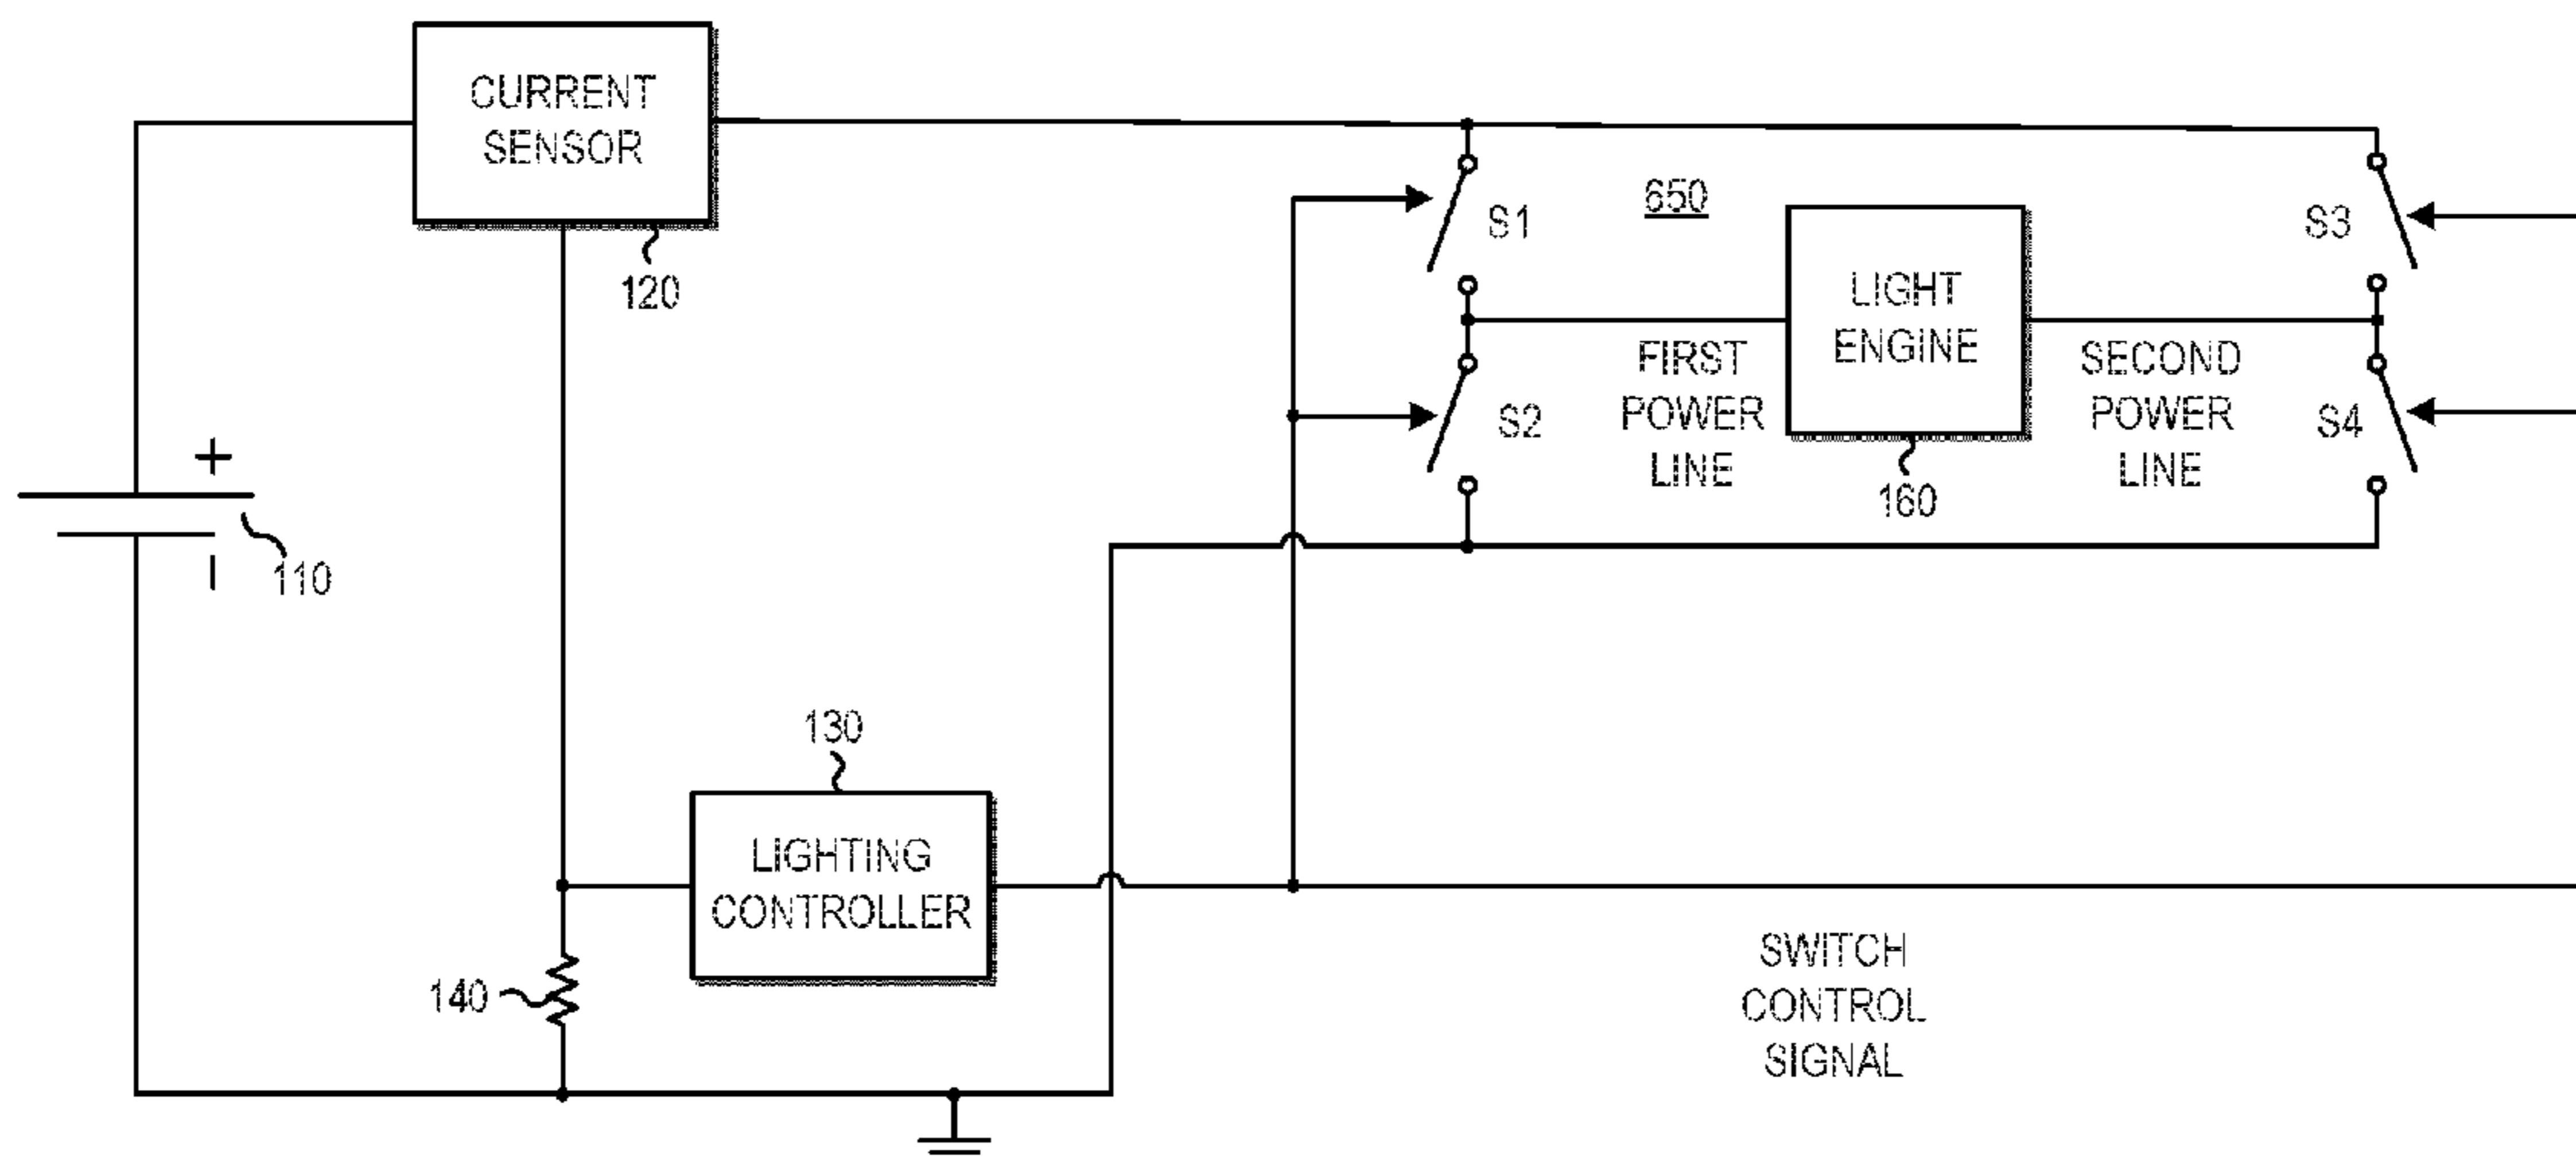 CURRENT
SENSOR
120
+
–
110
S1
650
S2
FIRST
POWER
LINE
LIGHT
ENGINE
160
SECOND
POWER
LINE
S3
S4
130
LIGHTING
CONTROLLER
140
SWITCH
CONTROL
SIGNAL